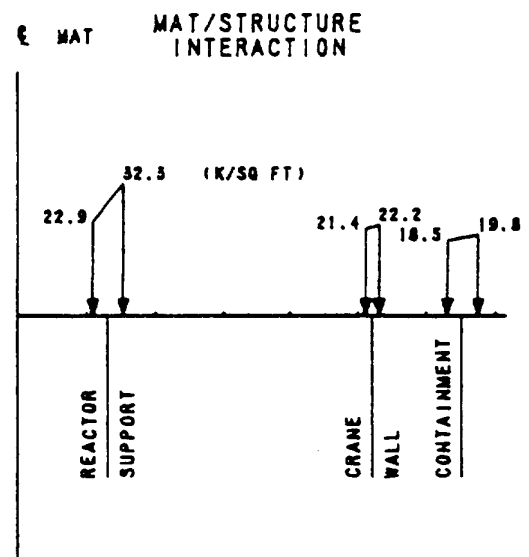 ℄ MAT
MAT/STRUCTURE
INTERACTION
32.3 (K/SQ FT)
22.9
21.4
22.2
18.5
19.8
REACTOR
SUPPORT
CRANE
WALL
CONTAINMENT